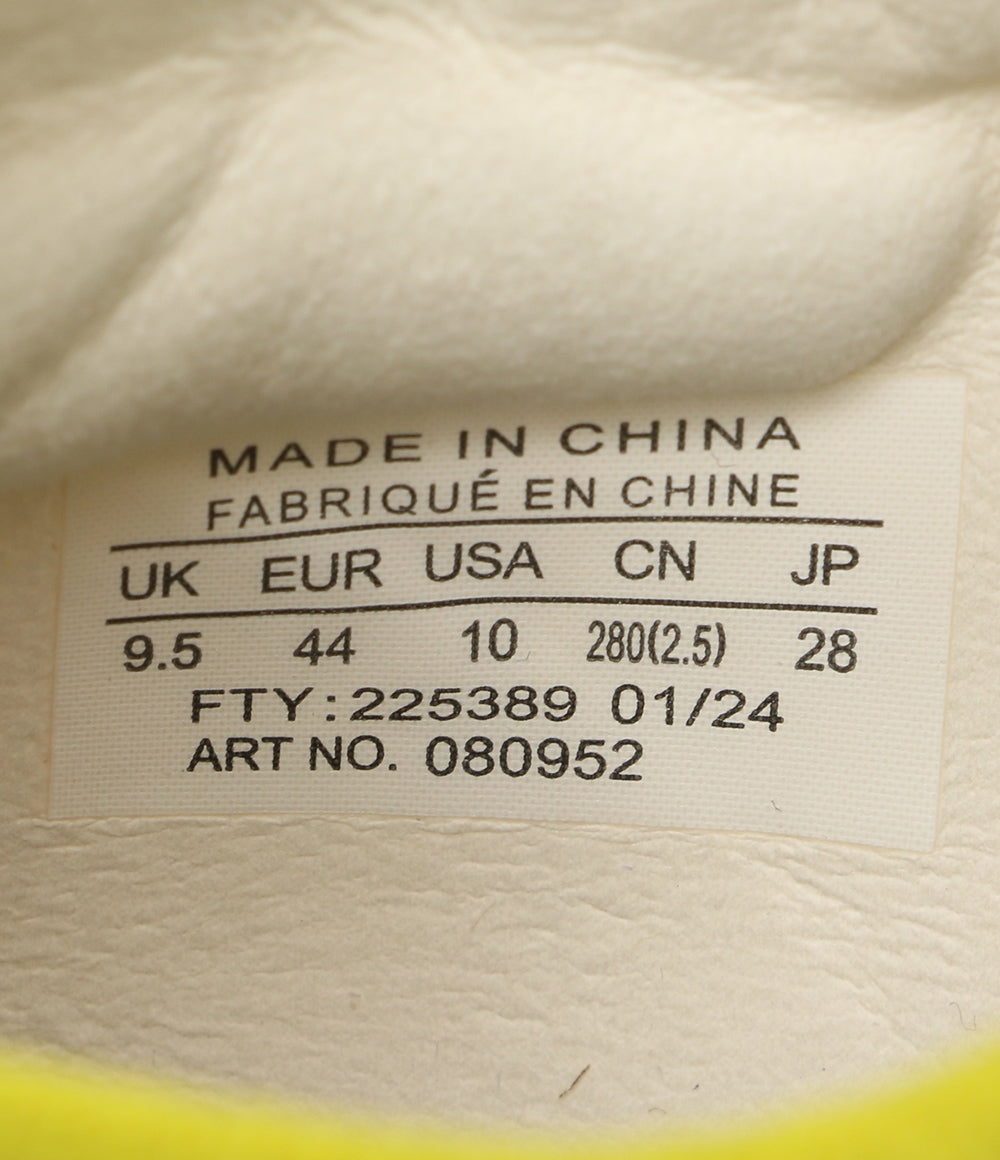 MADE IN CHINA
FABRIQUÉ EN CHINE
UK EUR USA CN JP
9.5 44 10 280(2.5) 28
FTY:225389 01/24
ART NO. 080952